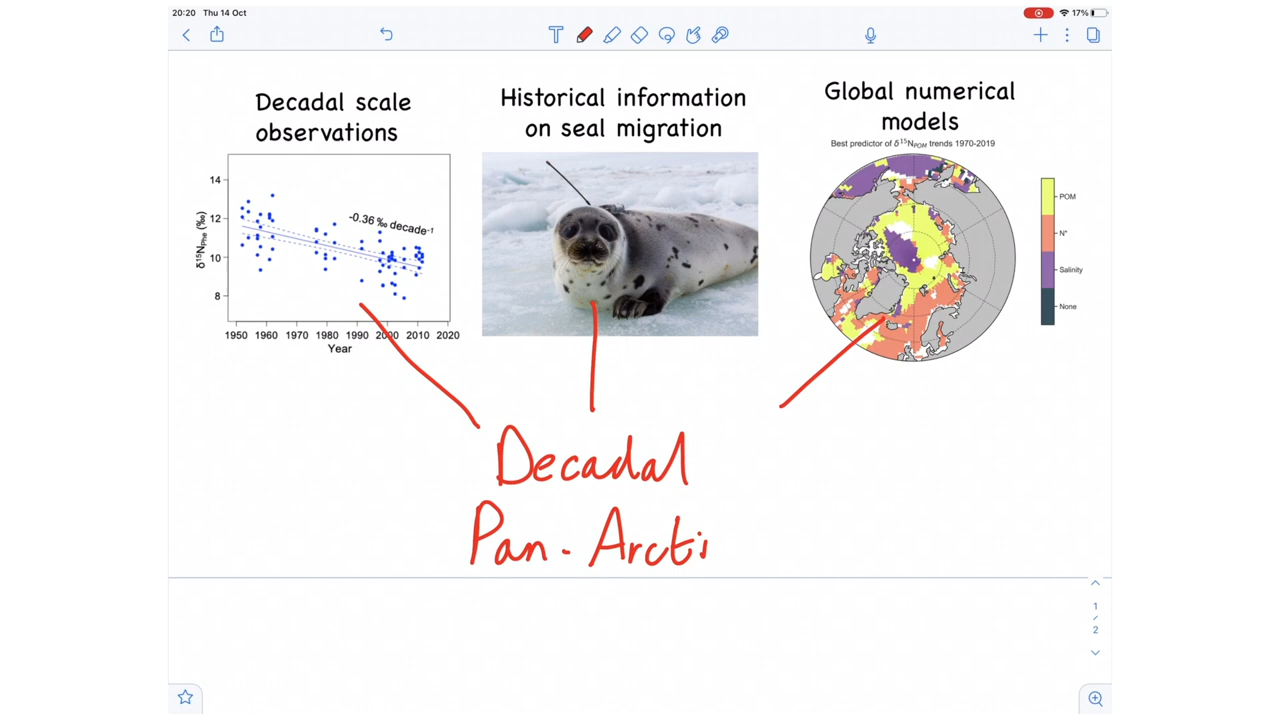 20:20 Thu 14 Oct
17%
Decadal scale
observations
14
12
10
8
δ¹⁵N_Phe (‰)
-0.36 ‰ decade⁻¹
1950 1960 1970 1980 1990 2000 2010 2020
Year
Historical information
on seal migration
Global numerical
models
Best predictor of δ¹⁵N_POM trends 1970-2019
POM
N*
Salinity
None
Decadal
Pan-Arcti
1
/
2